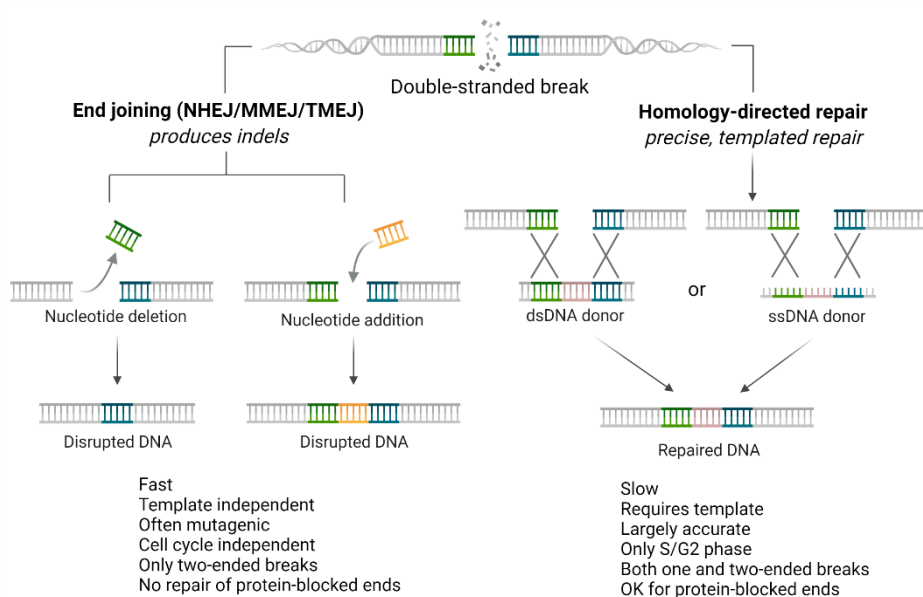 Double-stranded break
End joining (NHEJ/MMEJ/TMEJ)
produces indels
Homology-directed repair
precise, templated repair
Nucleotide deletion
Nucleotide addition
dsDNA donor
or
ssDNA donor
Disrupted DNA
Disrupted DNA
Repaired DNA
Fast
Template independent
Often mutagenic
Cell cycle independent
Only two-ended breaks
No repair of protein-blocked ends
Slow
Requires template
Largely accurate
Only S/G2 phase
Both one and two-ended breaks
OK for protein-blocked ends